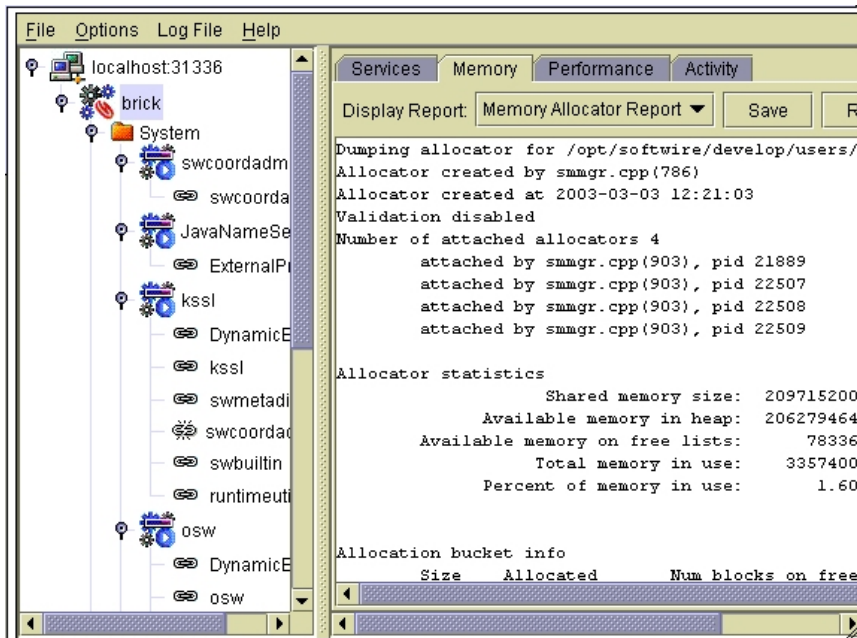 File Options Log File Help
localhost:31336
brick
System
swcoordadm
swcoorda
JavaNameSe
ExternalPr
kssl
DynamicE
kssl
swmetadi
swcoordac
swbuiltin
runtimeuti
osw
DynamicE
osw
Services Memory Performance Activity
Display Report: Memory Allocator Report Save R
Dumping allocator for /opt/softwire/develop/users/
Allocator created by smmgr.cpp(786)
Allocator created at 2003-03-03 12:21:03
Validation disabled
Number of attached allocators 4
attached by smmgr.cpp(903), pid 21889
attached by smmgr.cpp(903), pid 22507
attached by smmgr.cpp(903), pid 22508
attached by smmgr.cpp(903), pid 22509
Allocator statistics
Shared memory size: 209715200
Available memory in heap: 206279464
Available memory on free lists: 78336
Total memory in use: 3357400
Percent of memory in use: 1.60
Allocation bucket info
Size Allocated Num blocks on free